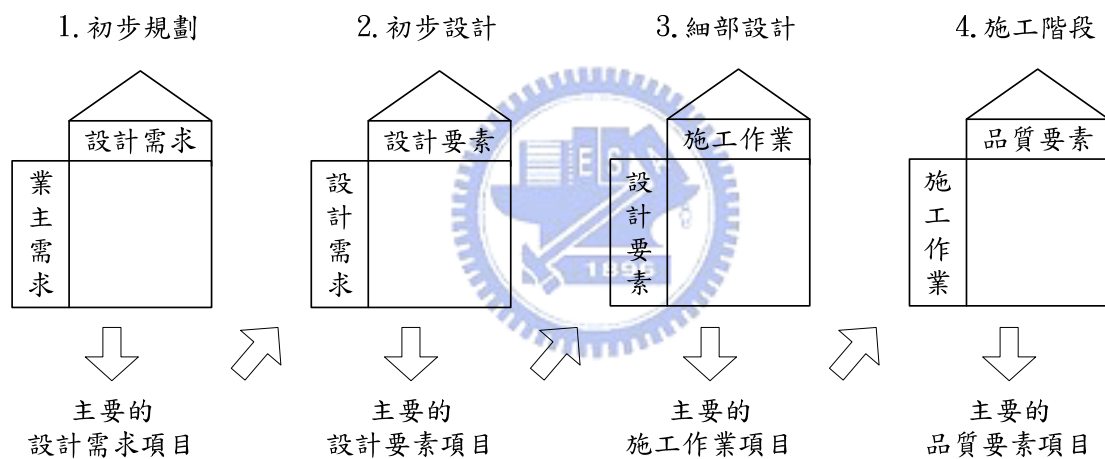 1.初步規劃
2.初步設計
3.細部設計
4.施工階段
設計需求
業主需求
設計要素
設計需求
施工作業
設計要素
品質要素
施工作業
ESA
1896
主要的
設計需求項目
主要的
設計要素項目
主要的
施工作業項目
主要的
品質要素項目